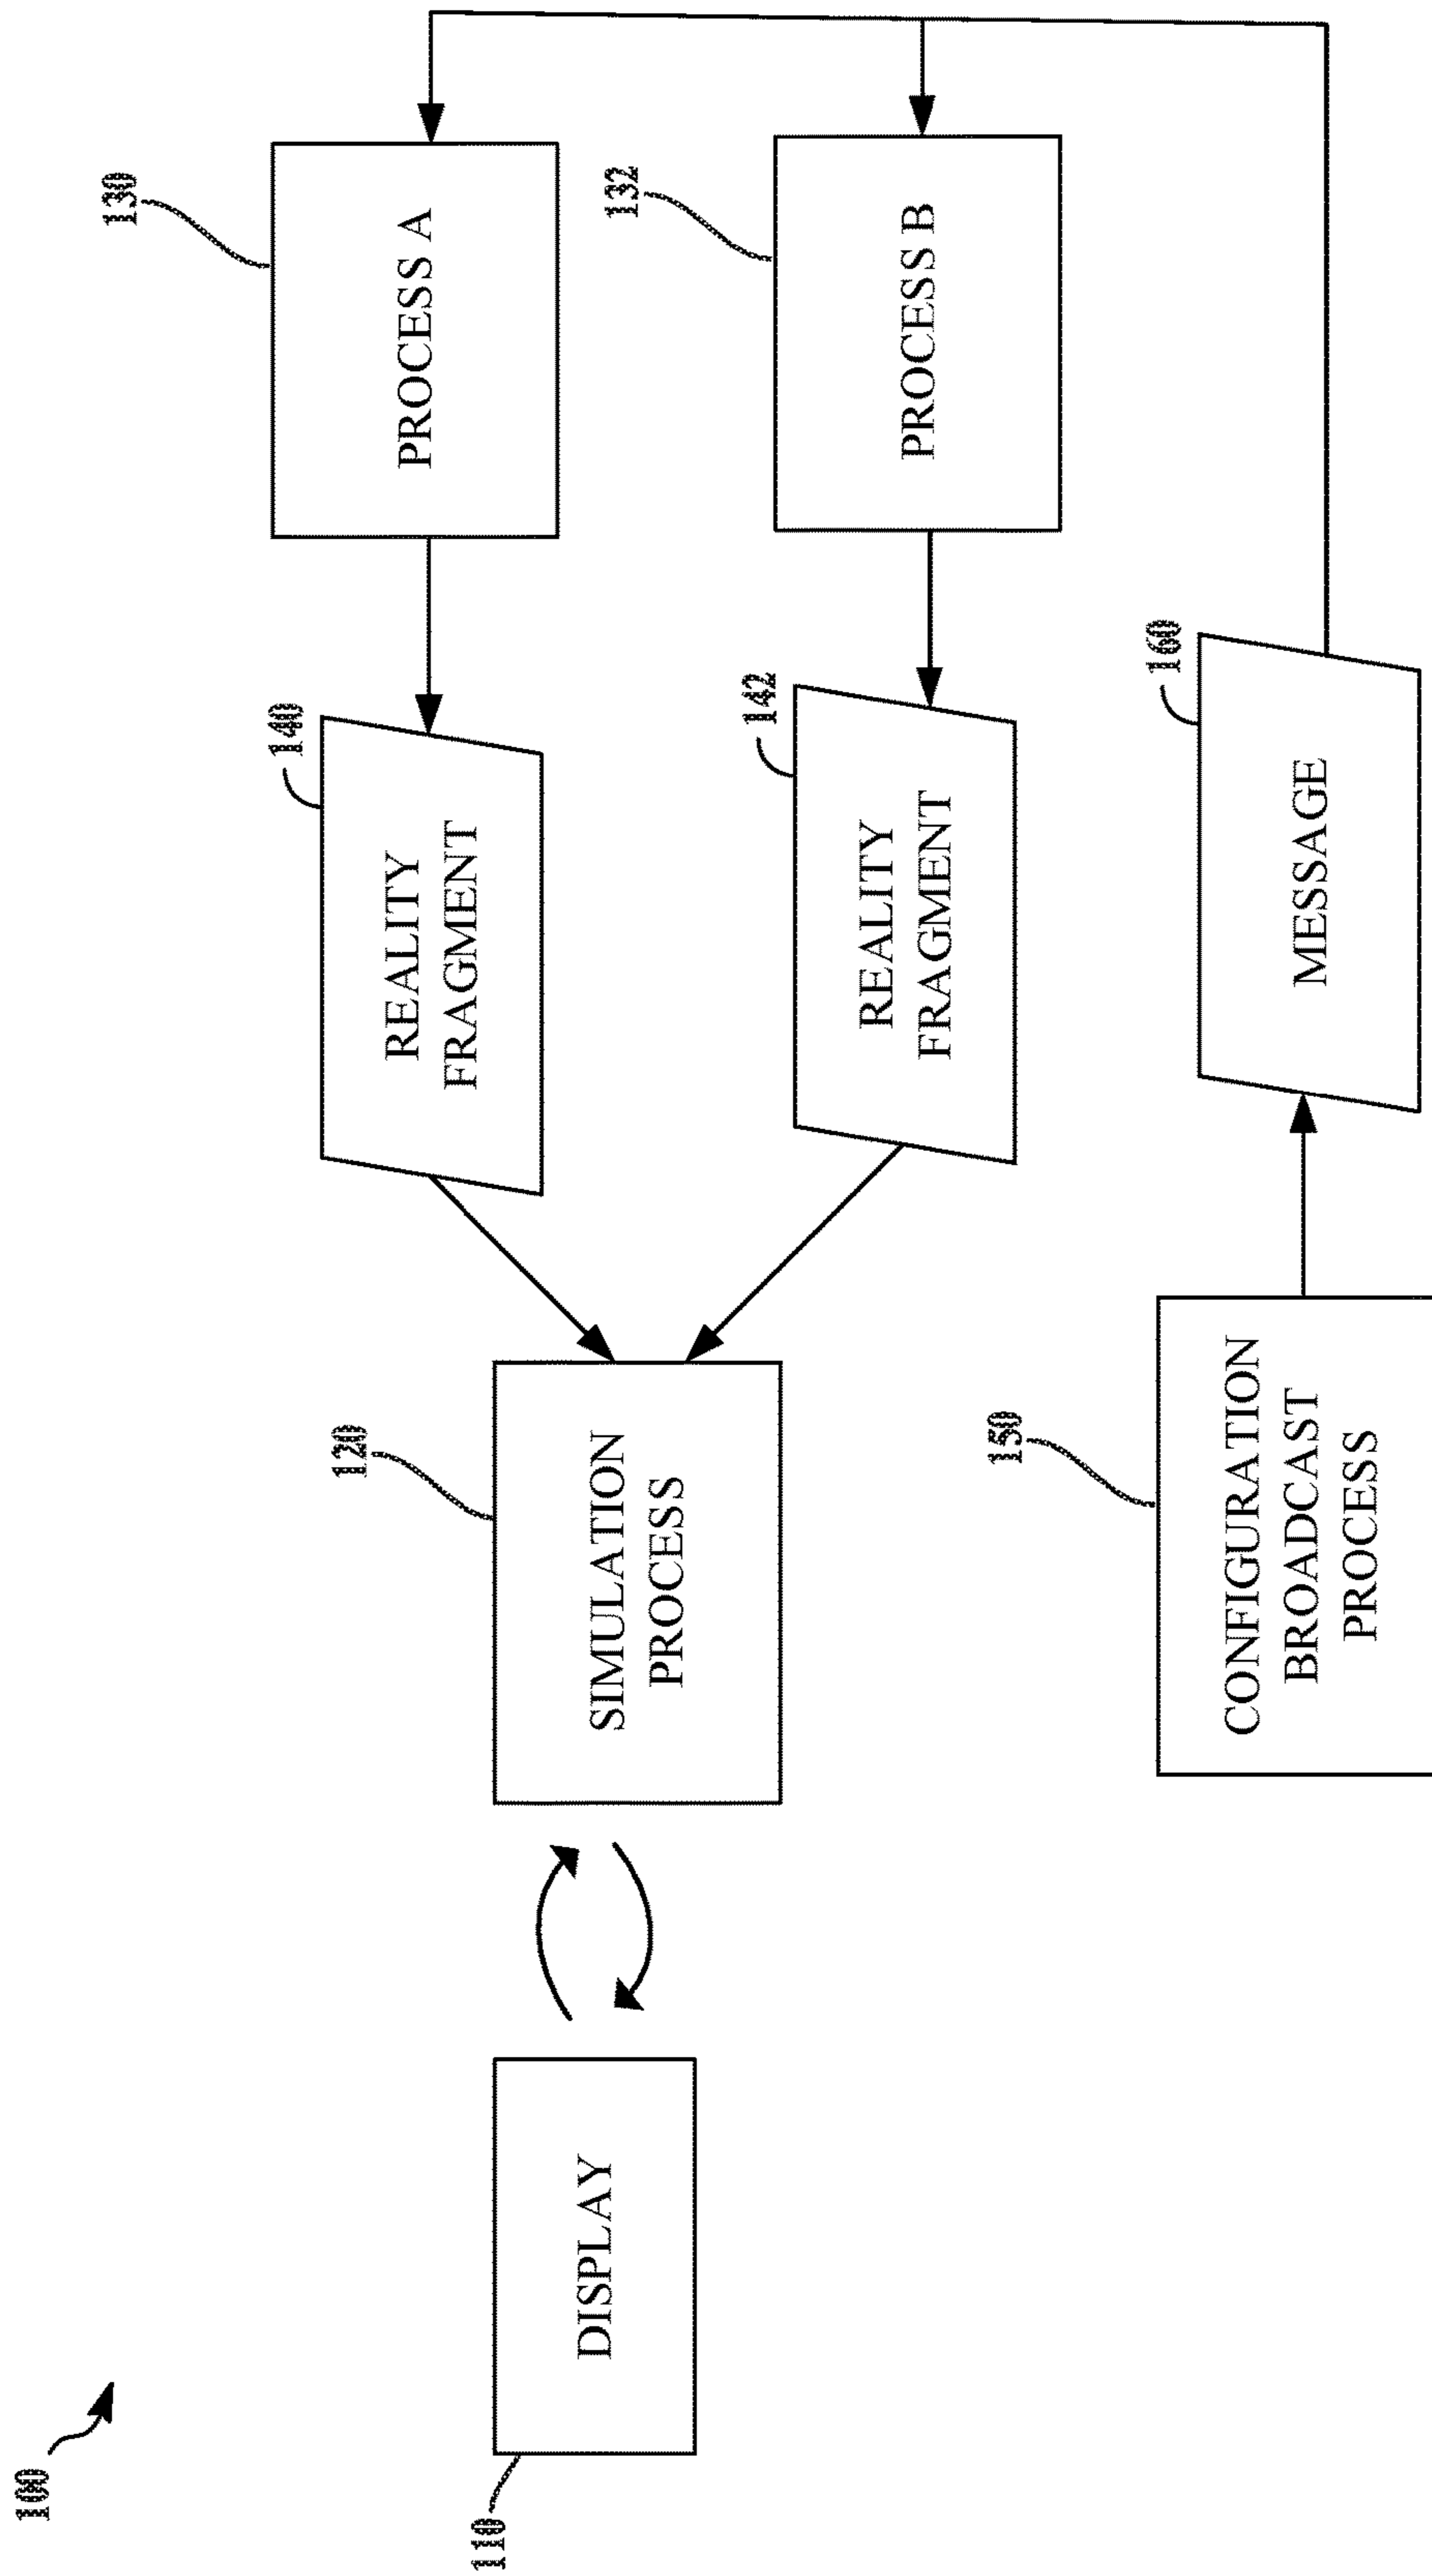 100
130
PROCESS A
140
REALITY
FRAGMENT
120
SIMULATION
PROCESS
110
DISPLAY
132
PROCESS B
142
REALITY
FRAGMENT
150
CONFIGURATION
BROADCAST
PROCESS
160
MESSAGE